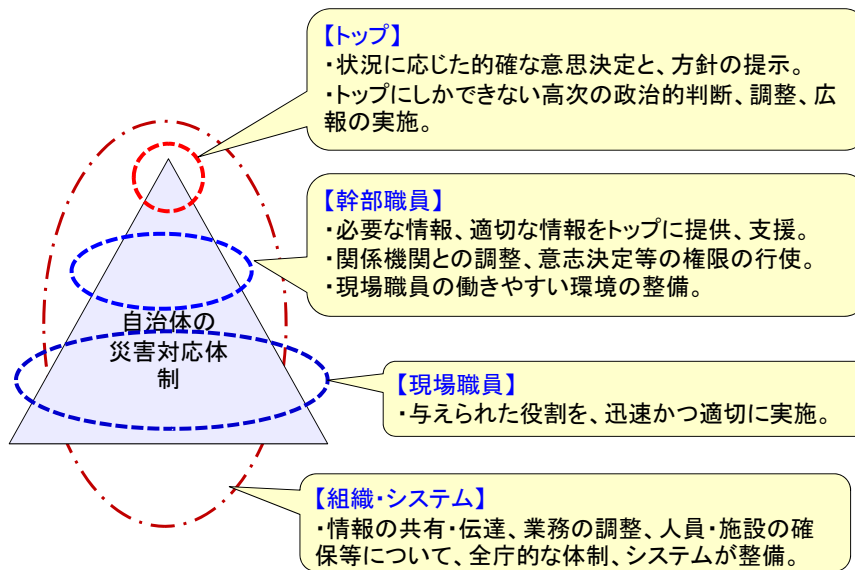 【トップ】
・状況に応じた的確な意思決定と、方針の提示。
・トップにしかできない高次の政治的判断、調整、広
報の実施。
【幹部職員】
・必要な情報、適切な情報をトップに提供、支援。
・関係機関との調整、意志決定等の権限の行使。
・現場職員の働きやすい環境の整備。
自治体の
災害対応体
制
【現場職員】
・与えられた役割を、迅速かつ適切に実施。
【組織・システム】
・情報の共有・伝達、業務の調整、人員・施設の確
保等について、全庁的な体制、システムが整備。